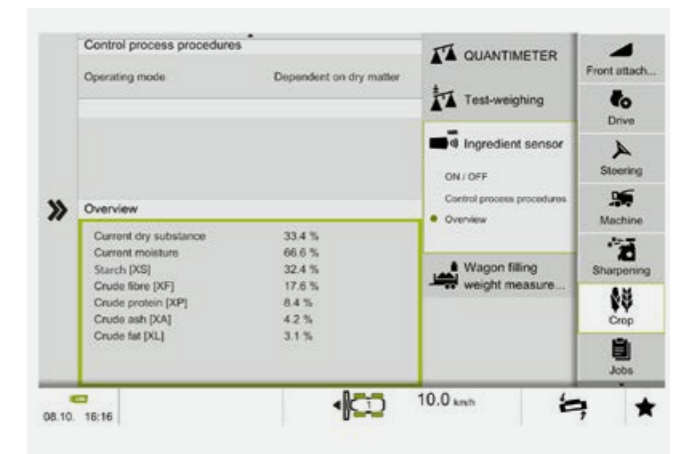 Control process procedures
Operating mode Dependent on dry matter
Overview
Current dry substance 33.4 %
Current moisture 66.6 %
Starch [XS] 32.4 %
Crude fibre [XF] 17.6 %
Crude protein [XP] 8.4 %
Crude ash [XA] 4.2 %
Crude fat [XL] 3.1 %
QUANTIMETER
Test-weighing
Ingredient sensor
ON / OFF
Control process procedures
Overview
Wagon filling
weight measure...
Front attach...
Drive
Steering
Machine
Sharpening
Crop
Jobs
08.10. 16:16
1
10.0 km/h